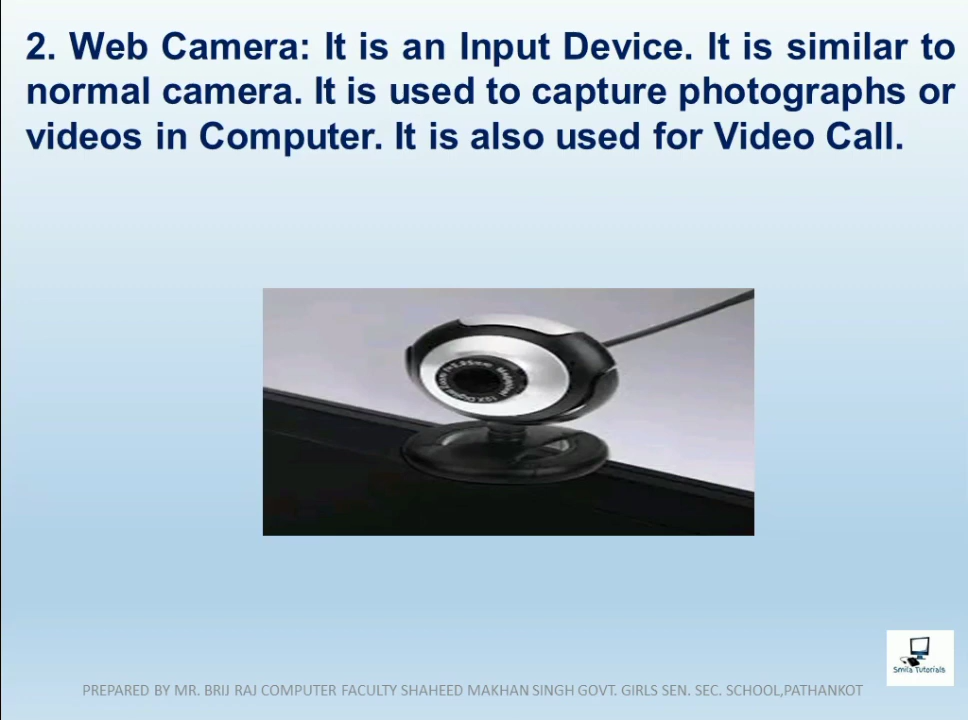 2. Web Camera: It is an Input Device. It is similar to
normal camera. It is used to capture photographs or
videos in Computer. It is also used for Video Call.
Smila Tutorials
PREPARED BY MR. BRIJ RAJ COMPUTER FACULTY SHAHEED MAKHAN SINGH GOVT. GIRLS SEN. SEC. SCHOOL,PATHANKOT